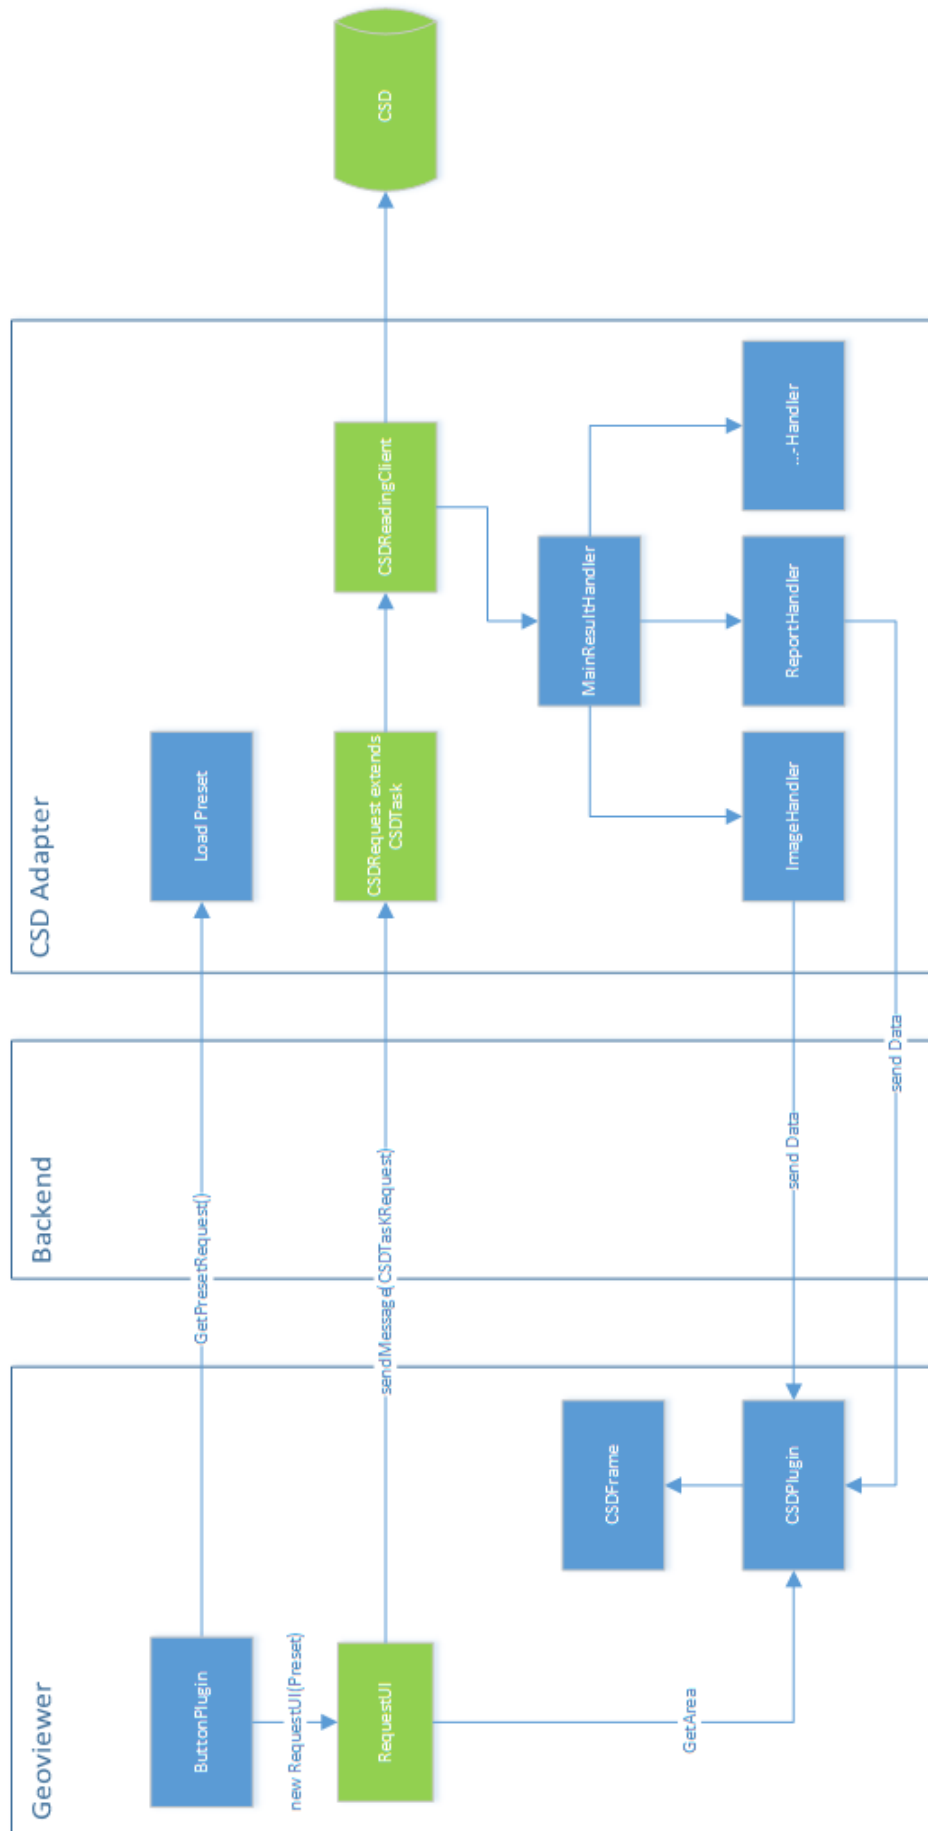 Geoviewer
Backend
CSD Adapter
ButtonPlugin
GetPresetRequest()
Load Preset
new RequestUI(Preset)
RequestUI
sendMessage(CSDTaskRequest)
CSDRequest extends
CSDTask
CSDReadingClient
CSD
CSDFrame
MainResultHandler
GetArea
CSDPlugin
send Data
ImageHandler
ReportHandler
...-Handler
send Data